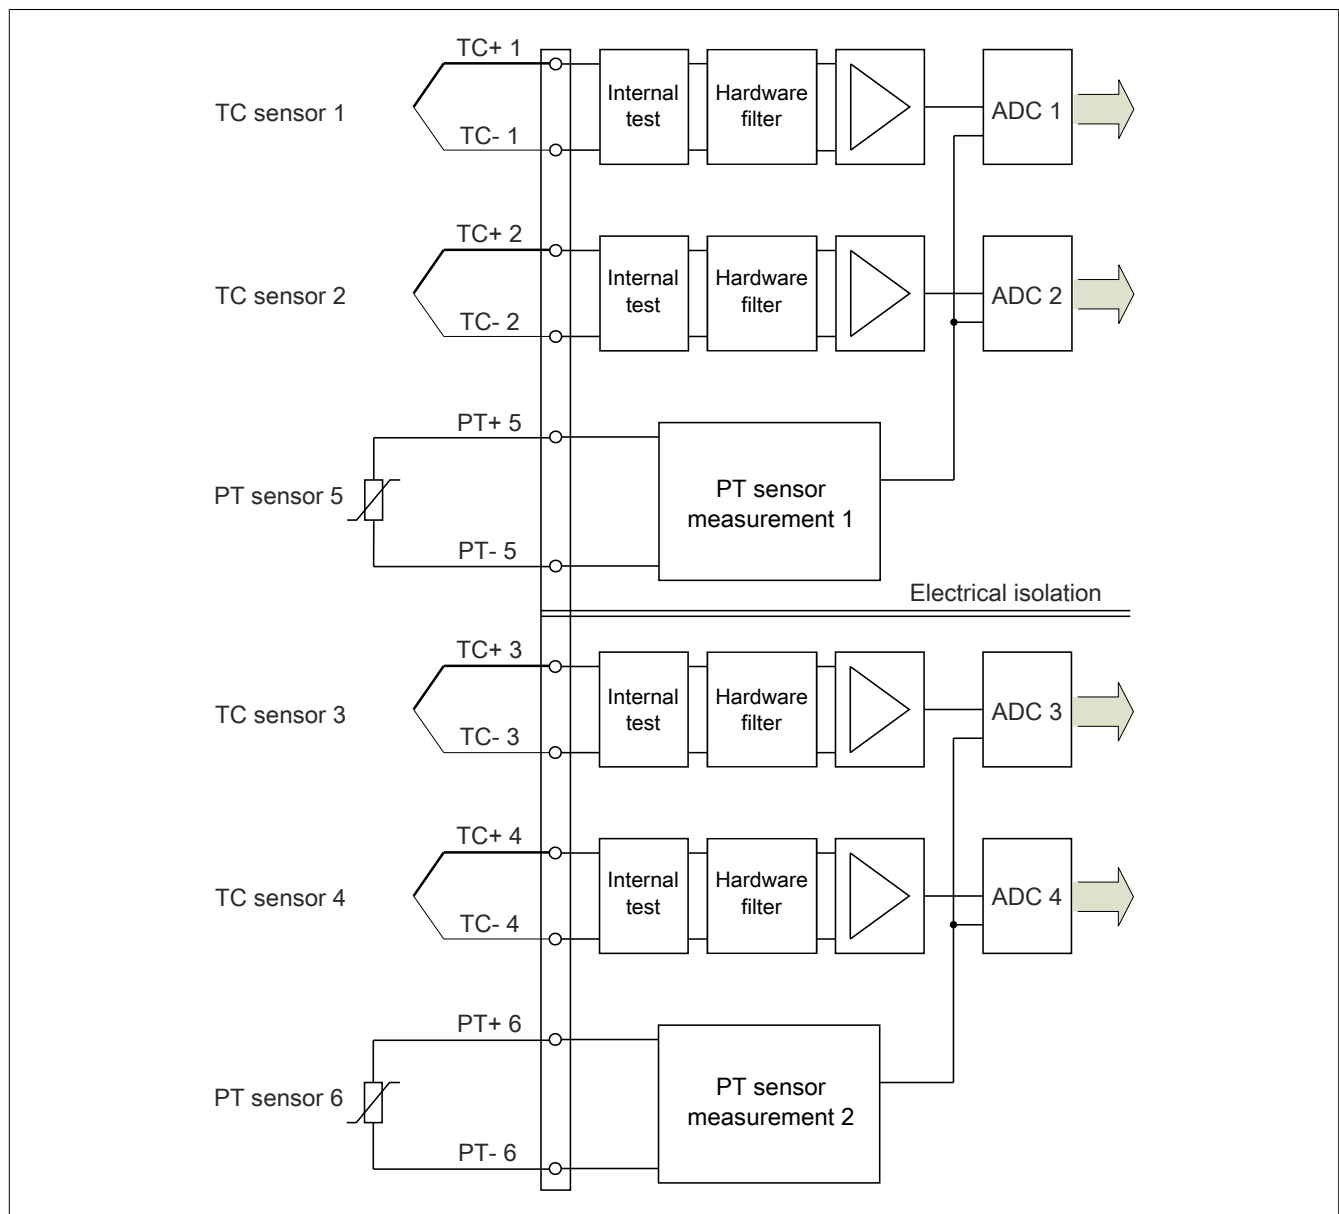 TC+ 1
TC sensor 1
TC- 1
Internal
test
Hardware
filter
ADC 1
TC+ 2
TC sensor 2
TC- 2
Internal
test
Hardware
filter
ADC 2
PT+ 5
PT sensor 5
PT- 5
PT sensor
measurement 1
Electrical isolation
TC+ 3
TC sensor 3
TC- 3
Internal
test
Hardware
filter
ADC 3
TC+ 4
TC sensor 4
TC- 4
Internal
test
Hardware
filter
ADC 4
PT+ 6
PT sensor 6
PT- 6
PT sensor
measurement 2